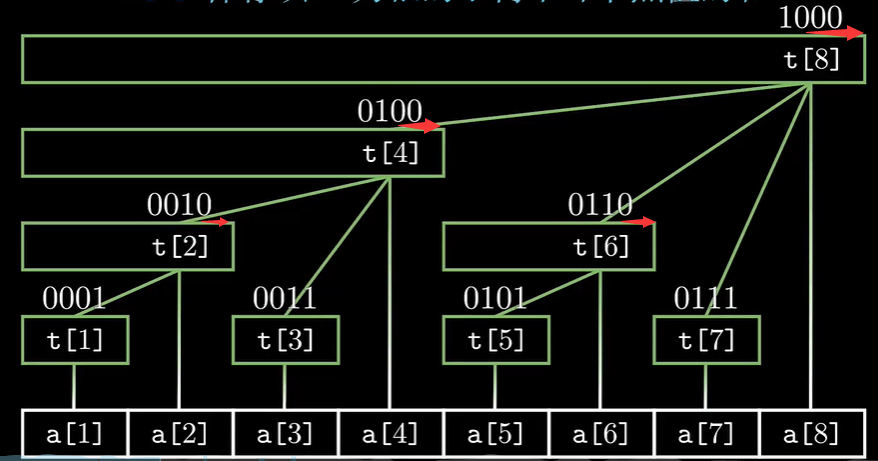 1000
t[8]
0100
t[4]
0010 0110
t[2] t[6]
0001 0011 0101 0111
t[1] t[3] t[5] t[7]
a[1] a[2] a[3] a[4] a[5] a[6] a[7] a[8]